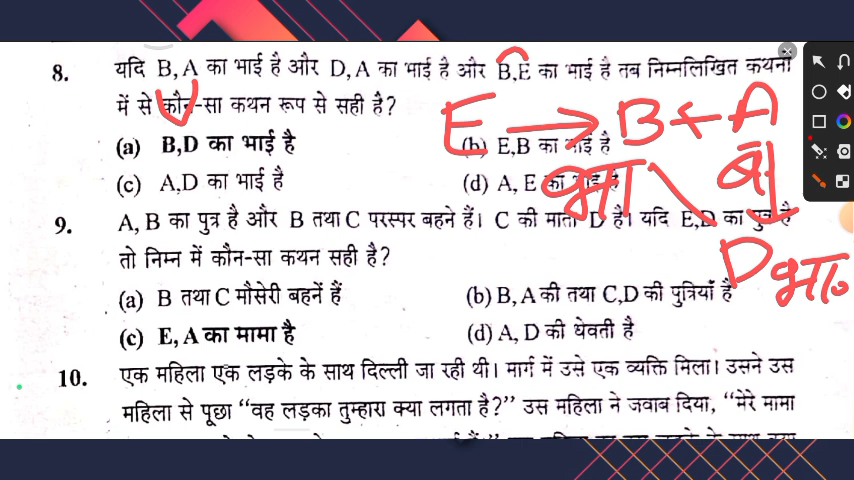 8. यदि B, A का भाई है और D, A का भाई है और B,E का भाई है तब निम्नलिखित कथनों
में से कौन-सा कथन रूप से सही है?
(a) B,D का भाई है (b) E,B का भाई है
(c) A,D का भाई है (d) A, E का भाई है
E → B ← A
भा
D भा०
9. A, B का पुत्र है और B तथा C परस्पर बहने हैं। C की माता D है। यदि E,D का पुत्र है
तो निम्न में कौन-सा कथन सही है?
(a) B तथा C मौसेरी बहनें हैं (b) B, A की तथा C,D की पुत्रियाँ हैं
(c) E, A का मामा है (d) A, D की धेवती है
10. एक महिला एक लड़के के साथ दिल्ली जा रही थी। मार्ग में उसे एक व्यक्ति मिला। उसने उस
महिला से पूछा “वह लड़का तुम्हारा क्या लगता है?” उस महिला ने जवाब दिया, “मेरे मामा